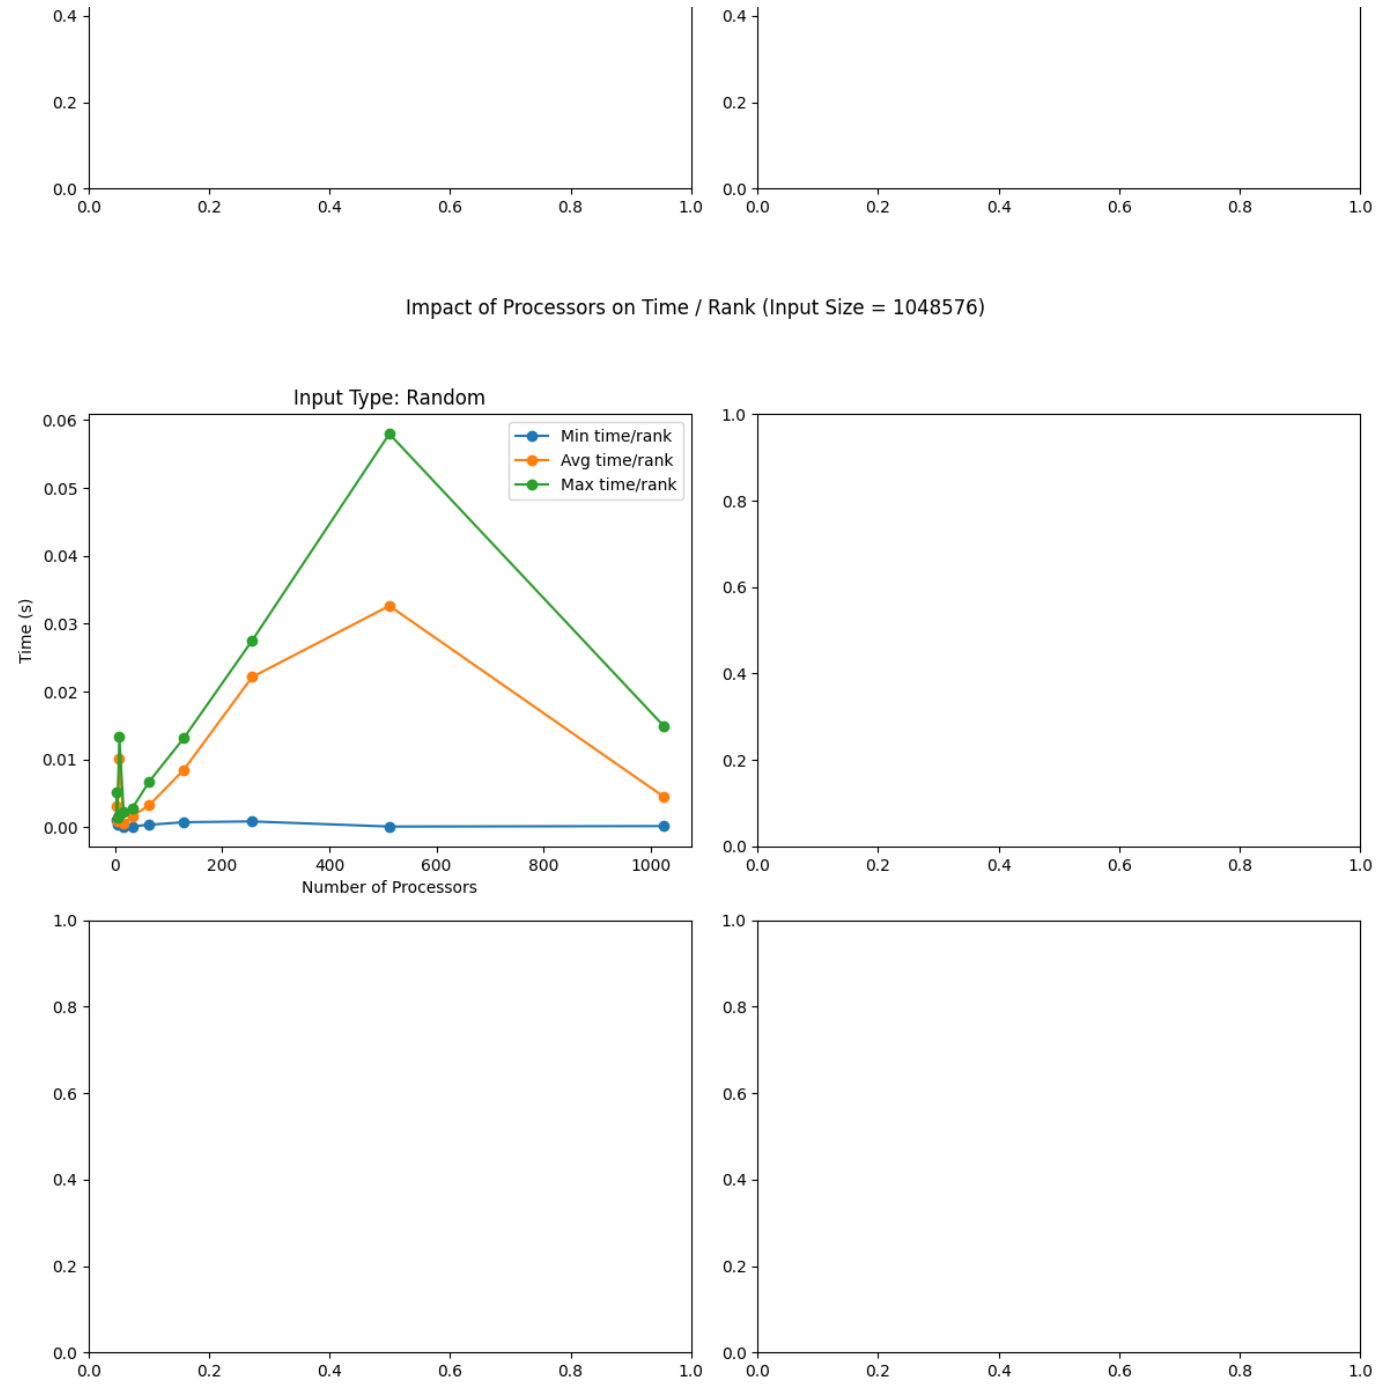 0.4
0.2
0.0
0.0 0.2 0.4 0.6 0.8 1.0
0.4
0.2
0.0
0.0 0.2 0.4 0.6 0.8 1.0
Impact of Processors on Time / Rank (Input Size = 1048576)
Input Type: Random
0.06
0.05
0.04
0.03
0.02
0.01
0.00
Time (s)
Min time/rank
Avg time/rank
Max time/rank
0 200 400 600 800 1000
Number of Processors
1.0
0.8
0.6
0.4
0.2
0.0
0.0 0.2 0.4 0.6 0.8 1.0
1.0
0.8
0.6
0.4
0.2
0.0
0.0 0.2 0.4 0.6 0.8 1.0
1.0
0.8
0.6
0.4
0.2
0.0
0.0 0.2 0.4 0.6 0.8 1.0